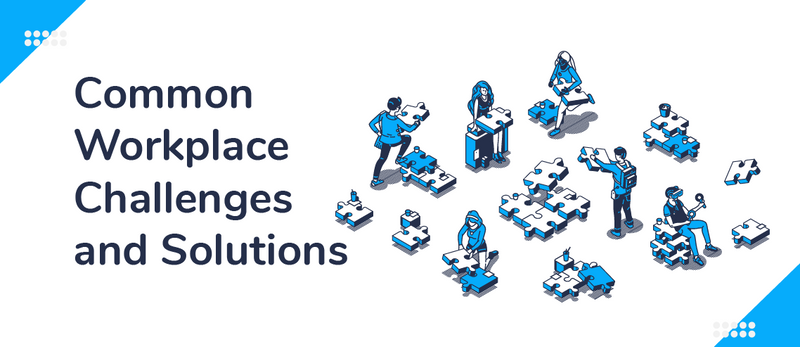 Common
Workplace
Challenges
and Solutions